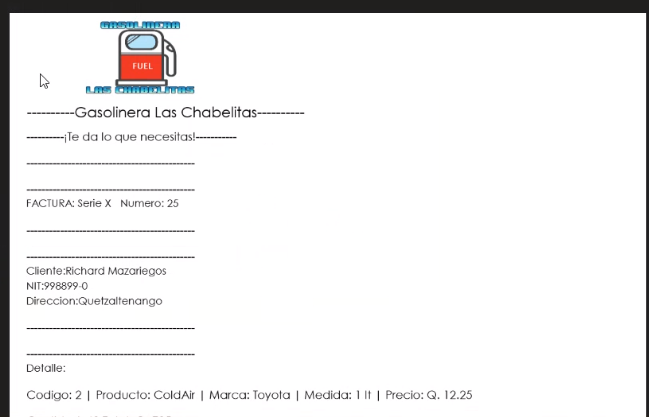 GASOLINERA
FUEL
LAS CHABELITAS
----------Gasolinera Las Chabelitas----------
----------¡Te da lo que necesitas!-----------
---------------------------------------------
---------------------------------------------
FACTURA: Serie X Numero: 25
---------------------------------------------
---------------------------------------------
Cliente:Richard Mazariegos
NIT:998899-0
Direccion:Quetzaltenango
---------------------------------------------
---------------------------------------------
Detalle:
Codigo: 2 | Producto: ColdAir | Marca: Toyota | Medida: 1 lt | Precio: Q. 12.25